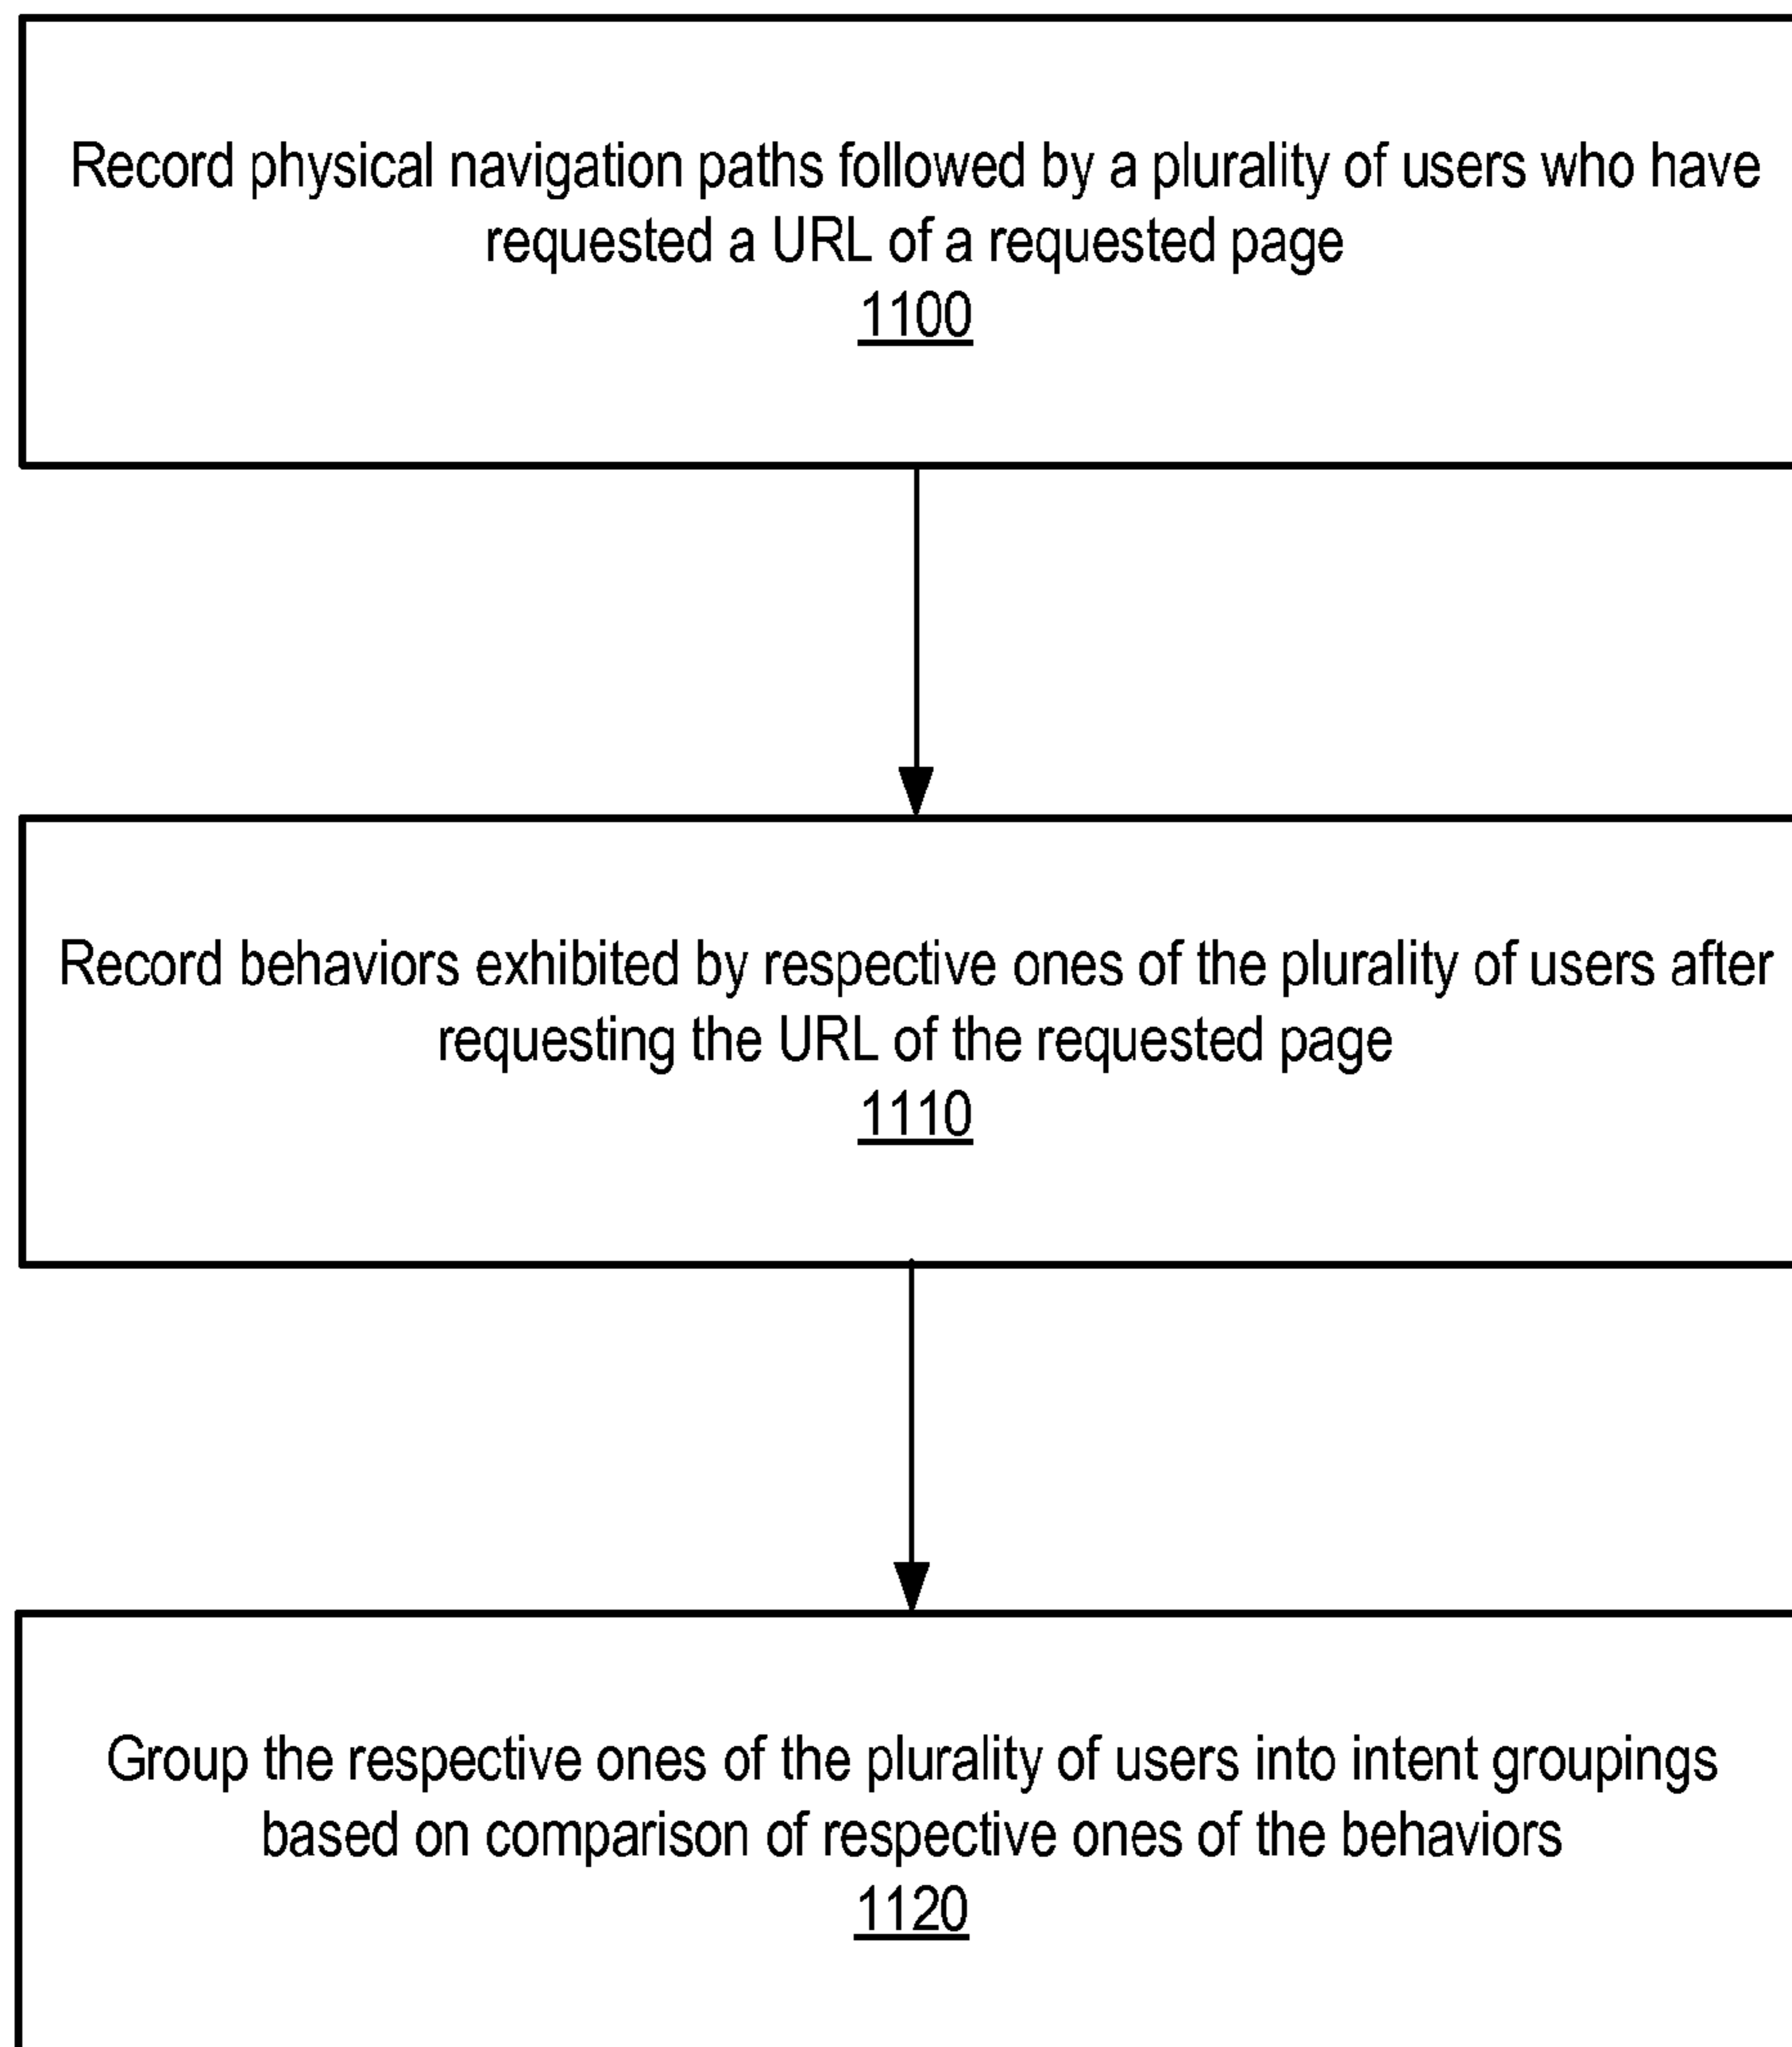 Record physical navigation paths followed by a plurality of users who have
requested a URL of a requested page
1100
Record behaviors exhibited by respective ones of the plurality of users after
requesting the URL of the requested page
1110
Group the respective ones of the plurality of users into intent groupings
based on comparison of respective ones of the behaviors
1120